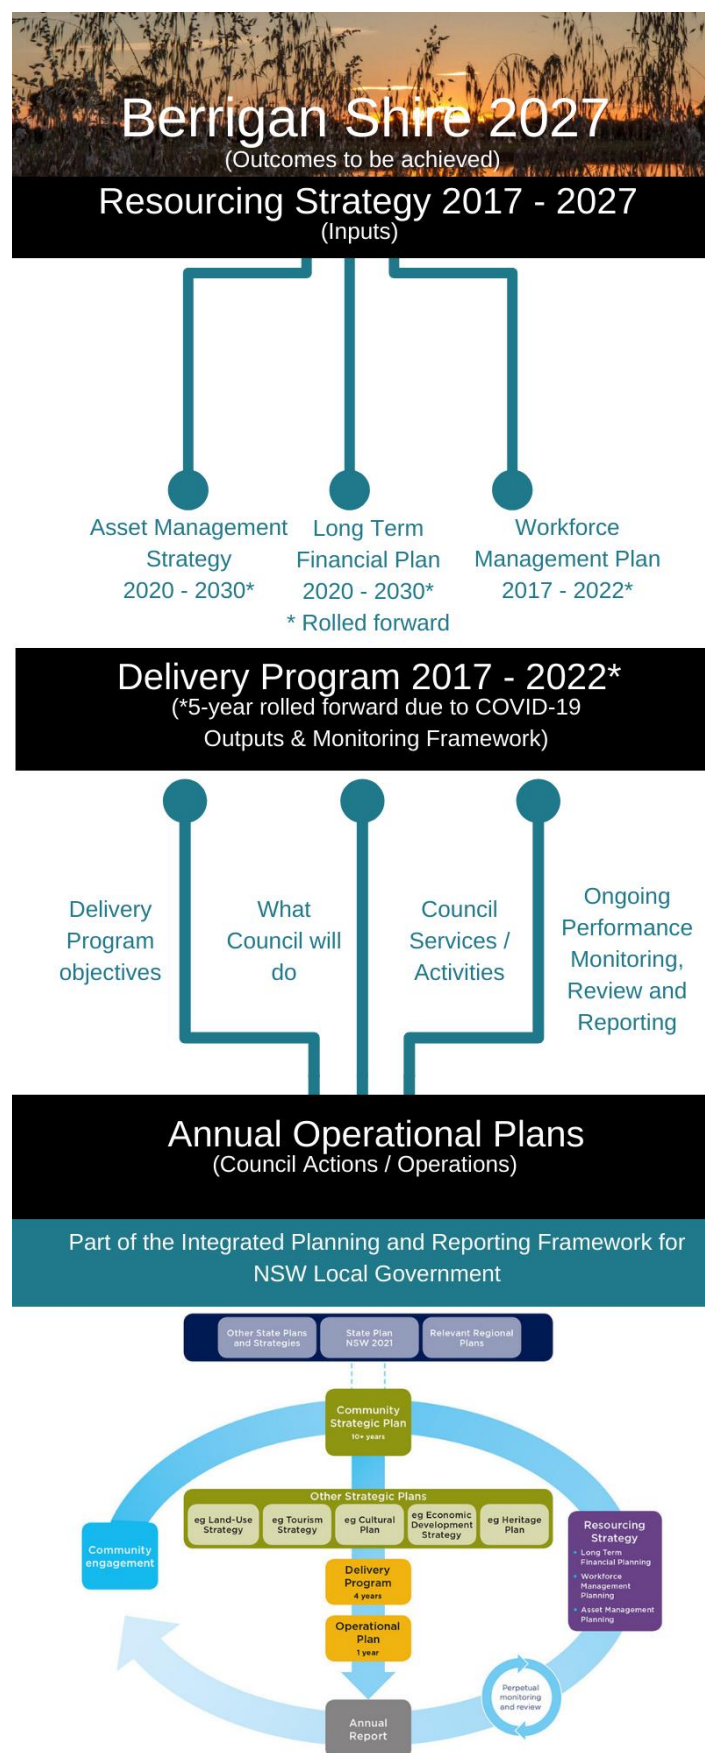 Berrigan Shire 2027
(Outcomes to be achieved)
Resourcing Strategy 2017 - 2027
(Inputs)
Asset Management
Strategy
2020 - 2030*
Long Term
Financial Plan
2020 - 2030*
* Rolled forward
Workforce
Management Plan
2017 - 2022*
Delivery Program 2017 - 2022*
(*5-year rolled forward due to COVID-19
Outputs & Monitoring Framework)
Delivery
Program
objectives
What
Council will
do
Council
Services /
Activities
Ongoing
Performance
Monitoring,
Review and
Reporting
Annual Operational Plans
(Council Actions / Operations)
Part of the Integrated Planning and Reporting Framework for
NSW Local Government
Other State Plans
and Strategies
State Plan
NSW 2021
Relevant Regional
Plans
Community
Strategic Plan
10+ years
Other Strategic Plans
eg Land-Use
Strategy
eg Tourism
Strategy
eg Cultural
Plan
eg Economic
Development
Strategy
eg Heritage
Plan
Community
engagement
Resourcing
Strategy
• Long Term
Financial Planning
• Workforce
Management
Planning
• Asset Management
Planning
Delivery
Program
4 years
Operational
Plan
1 year
Perpetual
monitoring
and review
Annual
Report